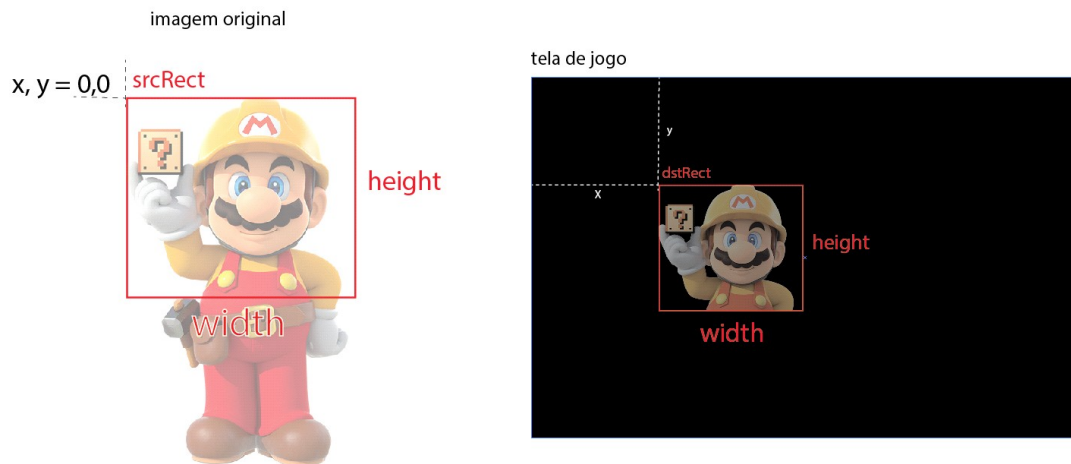 imagem original
x, y = 0,0
srcRect
M
?
height
width
tela de jogo
y
x
dstRect
M
?
height
width